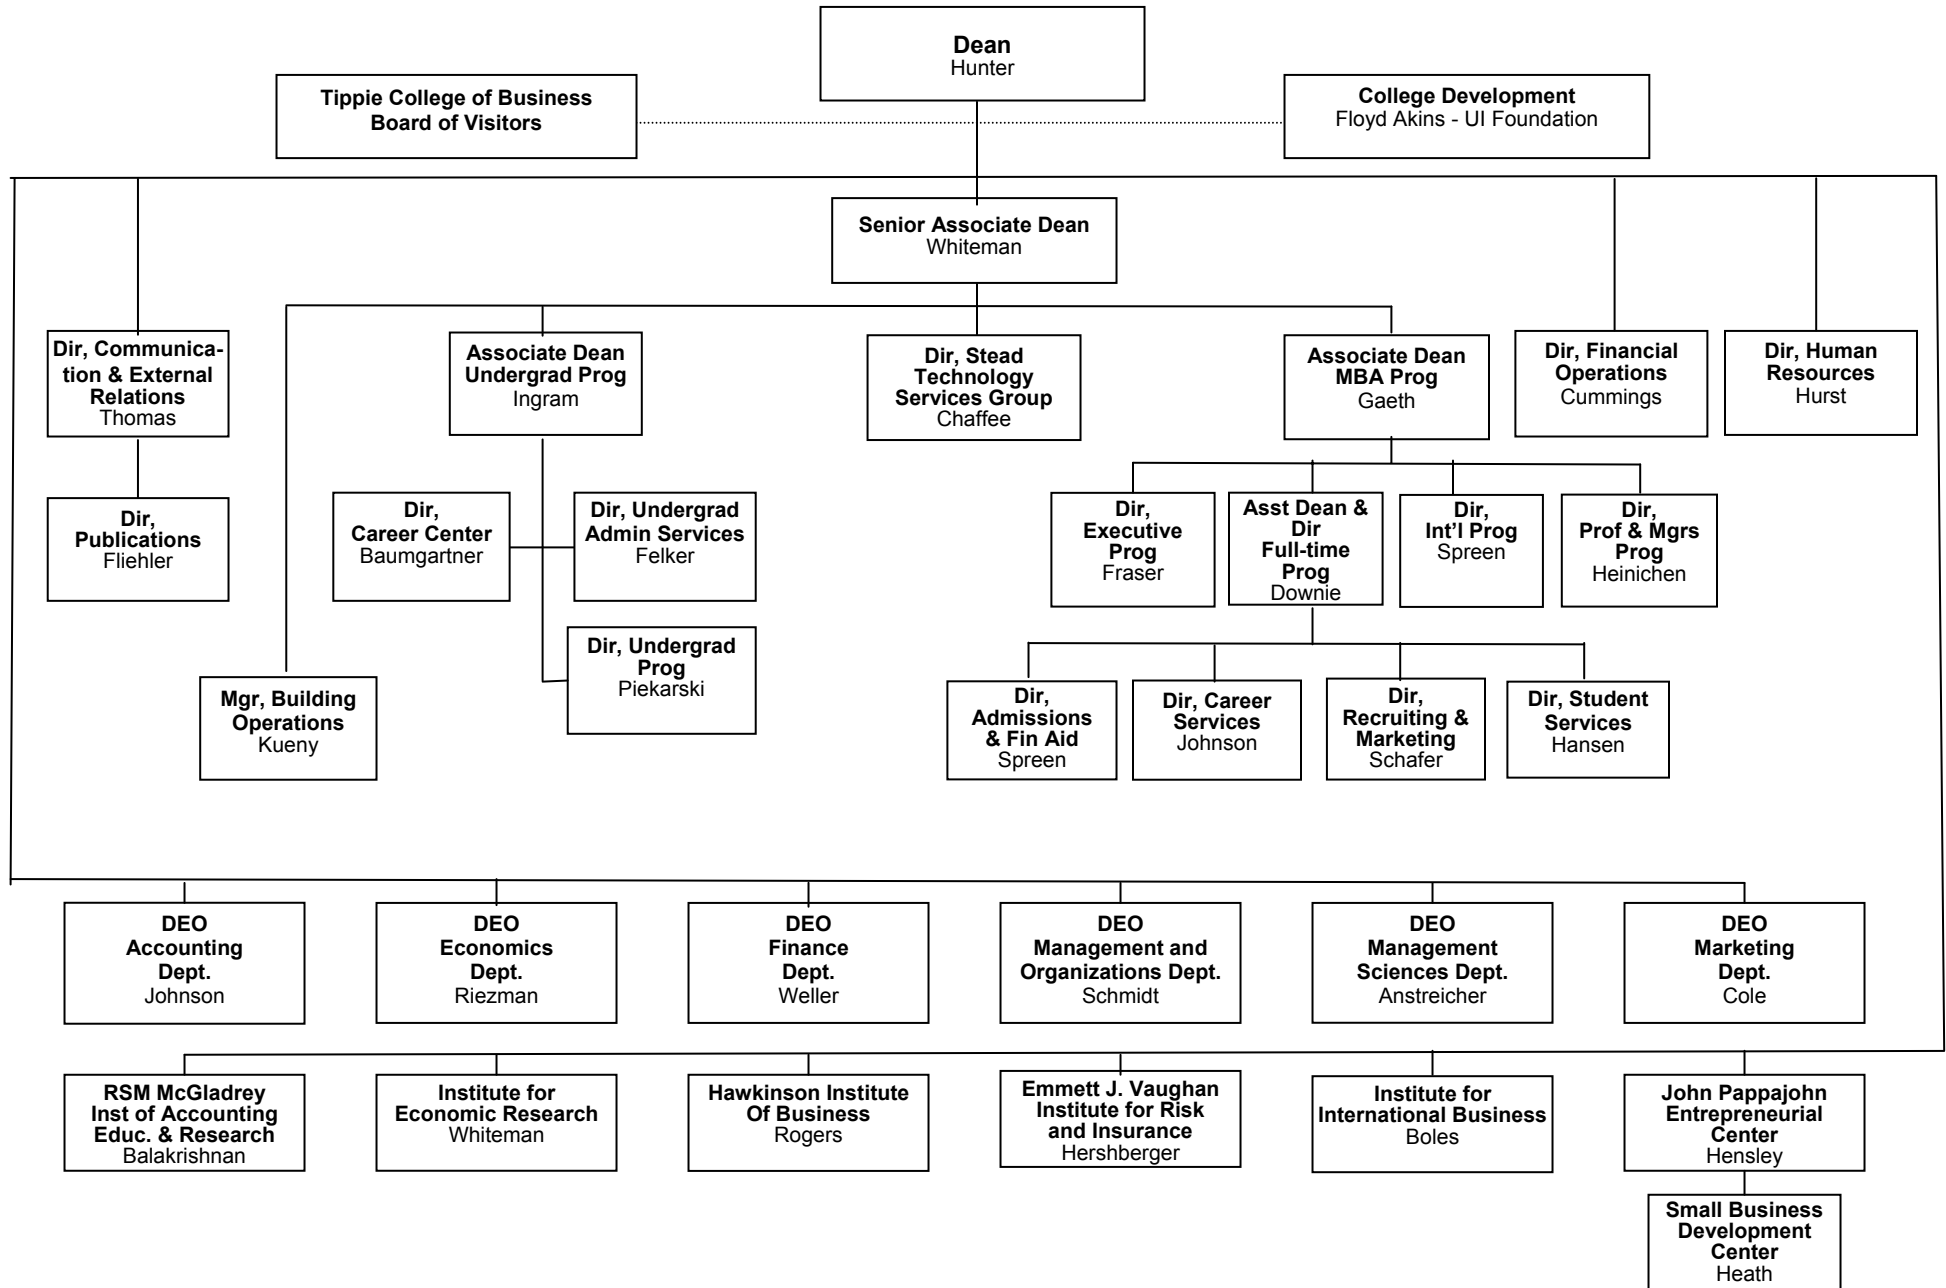 Dean
Hunter
Tippie College of Business
Board of Visitors
College Development
Floyd Akins - UI Foundation
Senior Associate Dean
Whiteman
Dir, Communica-
tion & External
Relations
Thomas
Associate Dean
Undergrad Prog
Ingram
Dir, Stead
Technology
Services Group
Chaffee
Associate Dean
MBA Prog
Gaeth
Dir, Financial
Operations
Cummings
Dir, Human
Resources
Hurst
Dir,
Publications
Fliehler
Dir,
Career Center
Baumgartner
Dir, Undergrad
Admin Services
Felker
Dir,
Executive
Prog
Fraser
Asst Dean &
Dir
Full-time
Prog
Downie
Dir,
Int'l Prog
Spreen
Dir,
Prof & Mgrs
Prog
Heinichen
Dir, Undergrad
Prog
Piekarski
Mgr, Building
Operations
Kueny
Dir,
Admissions
& Fin Aid
Spreen
Dir, Career
Services
Johnson
Dir,
Recruiting &
Marketing
Schafer
Dir, Student
Services
Hansen
DEO
Accounting
Dept.
Johnson
DEO
Economics
Dept.
Riezman
DEO
Finance
Dept.
Weller
DEO
Management and
Organizations Dept.
Schmidt
DEO
Management
Sciences Dept.
Anstreicher
DEO
Marketing
Dept.
Cole
RSM McGladrey
Inst of Accounting
Educ. & Research
Balakrishnan
Institute for
Economic Research
Whiteman
Hawkinson Institute
Of Business
Rogers
Emmett J. Vaughan
Institute for Risk
and Insurance
Hershberger
Institute for
International Business
Boles
John Pappajohn
Entrepreneurial
Center
Hensley
Small Business
Development
Center
Heath